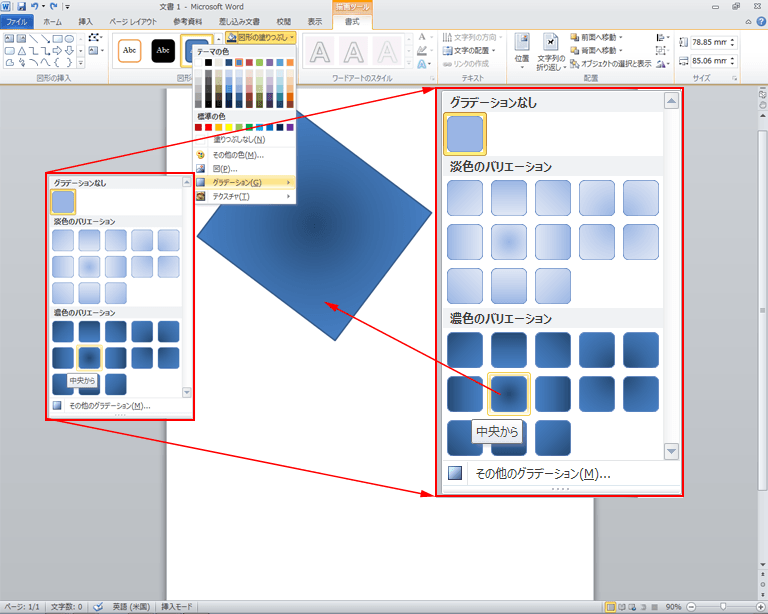 文書 1 - Microsoft Word
描画ツール
ファイル
ホーム
挿入
ページ レイアウト
参考資料
差し込み文書
校閲
表示
書式
Abc
Abc
図形の塗りつぶし
テーマの色
標準の色
塗りつぶしなし(N)
その他の色(M)...
図(P)...
グラデーション(G)
テクスチャ(T)
図形の挿入
A
A
A
ワードアートのスタイル
文字列の方向
文字の配置
リンクの作成
テキスト
位置
文字列の
折り返し
前面へ移動
背面へ移動
オブジェクトの選択と表示
配置
78.85 mm
85.06 mm
サイズ
グラデーションなし
淡色のバリエーション
濃色のバリエーション
中央から
その他のグラデーション(M)...
グラデーションなし
淡色のバリエーション
濃色のバリエーション
中央から
その他のグラデーション(M)...
ページ: 1/1
文字数: 0
英語 (米国)
挿入モード
90%